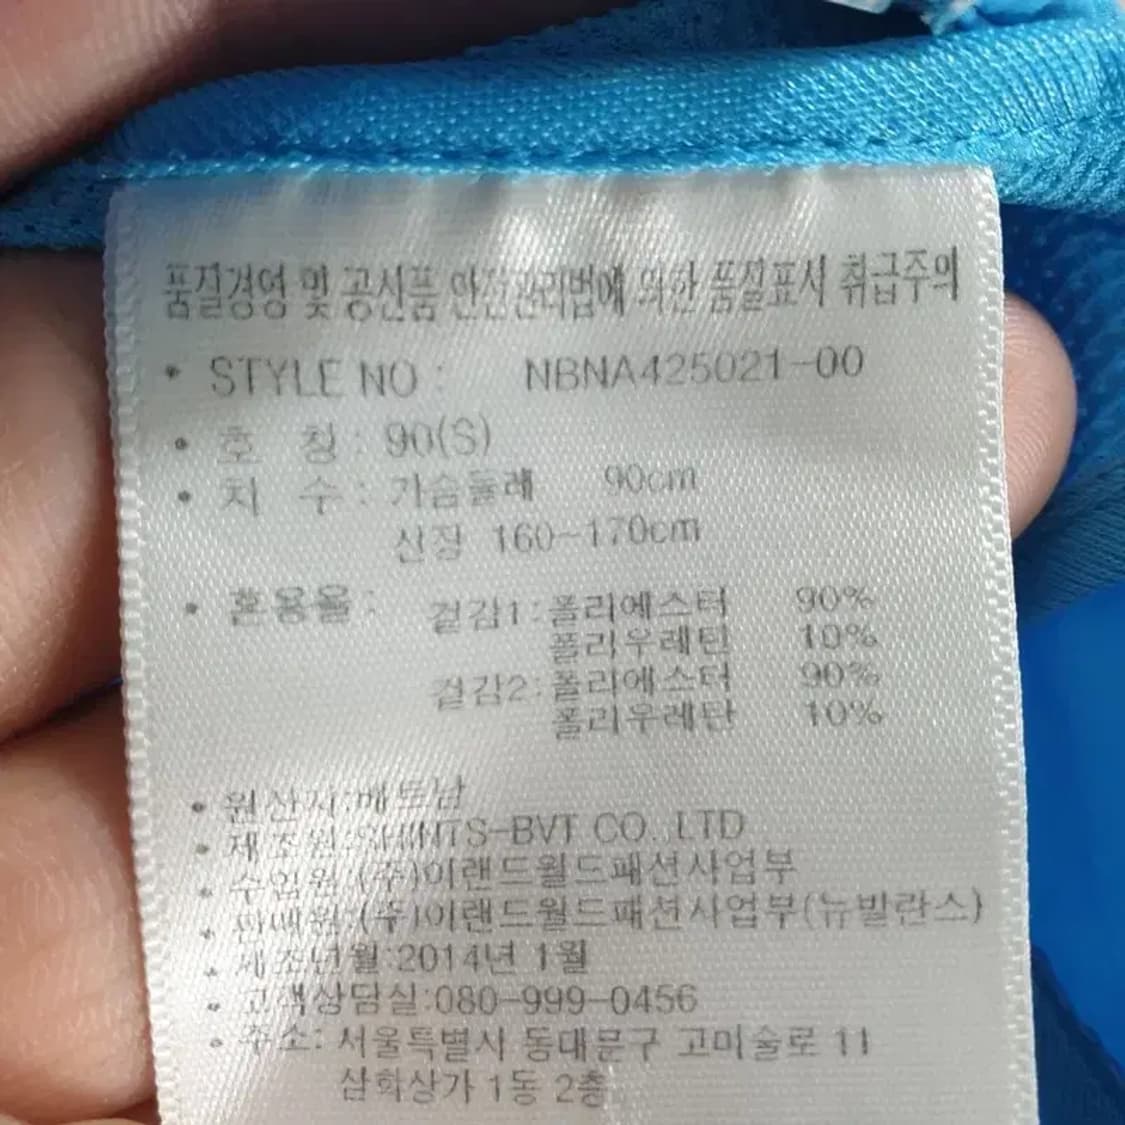 품질경영 및 공산품 안전관리법에 의한 품질표시 취급주의
• STYLE NO : NBNA425021-00
• 호 칭 : 90(S)
• 치 수 : 가슴둘레 90cm
신장 160~170cm
• 혼용율 : 겉감1:폴리에스터 90%
폴리우레탄 10%
겉감2:폴리에스터 90%
폴리우레탄 10%
• 원산지:베트남
• 제조원:SHINTS-BVT CO.,LTD
• 수입원:(주)이랜드월드패션사업부
• 판매원:(주)이랜드월드패션사업부(뉴발란스)
• 제조년월:2014년 1월
• 고객상담실:080-999-0456
• 주소: 서울특별시 동대문구 고미술로 11
삼희상가 1동 2층